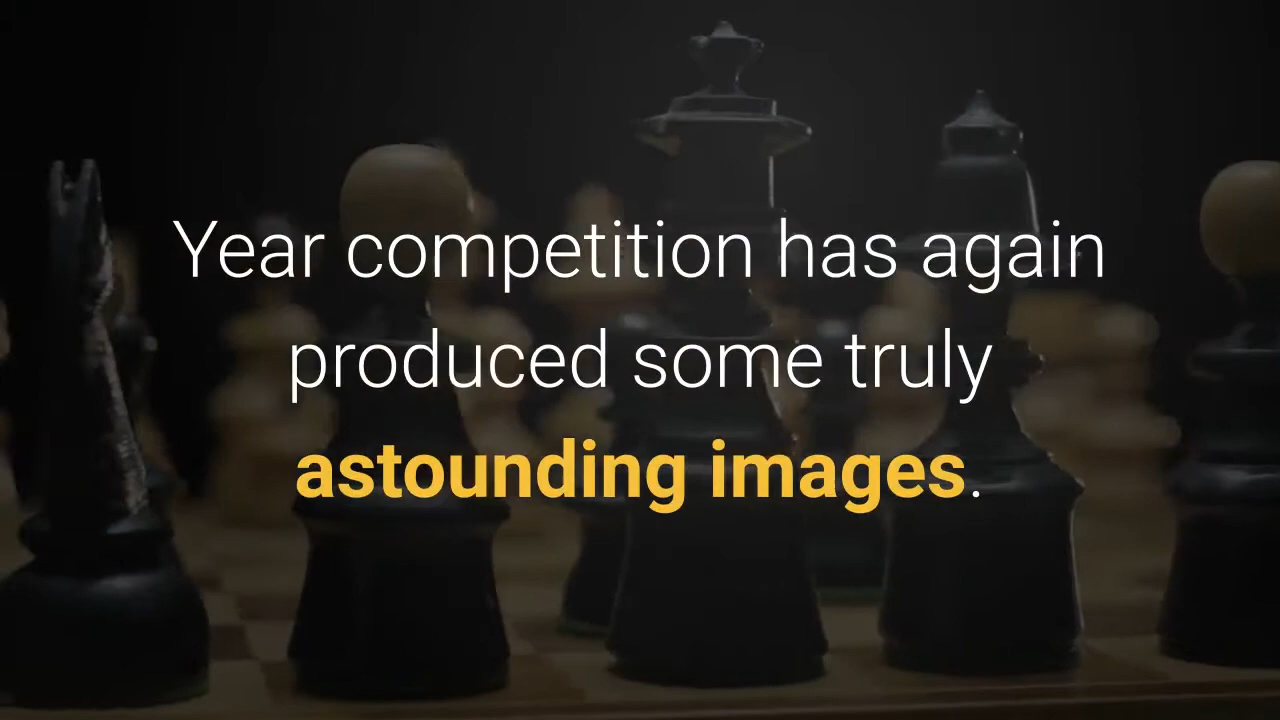 Year competition has again
produced some truly
astounding images.